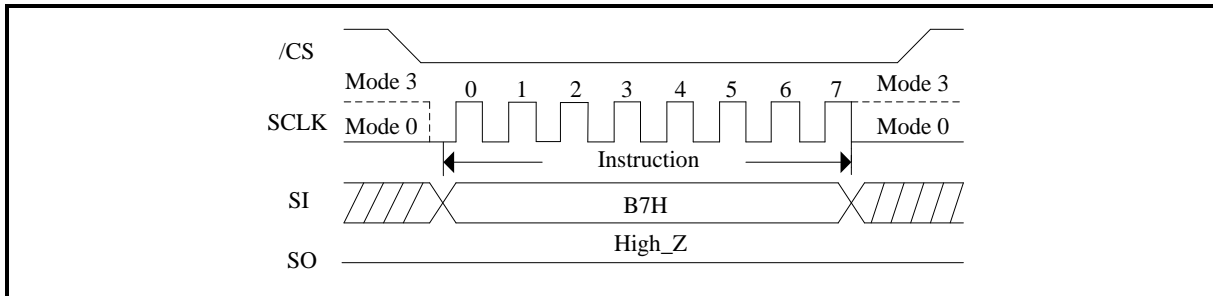 /CS
Mode 3 0 1 2 3 4 5 6 7 Mode 3
SCLK Mode 0 Mode 0
Instruction
SI B7H
High_Z
SO